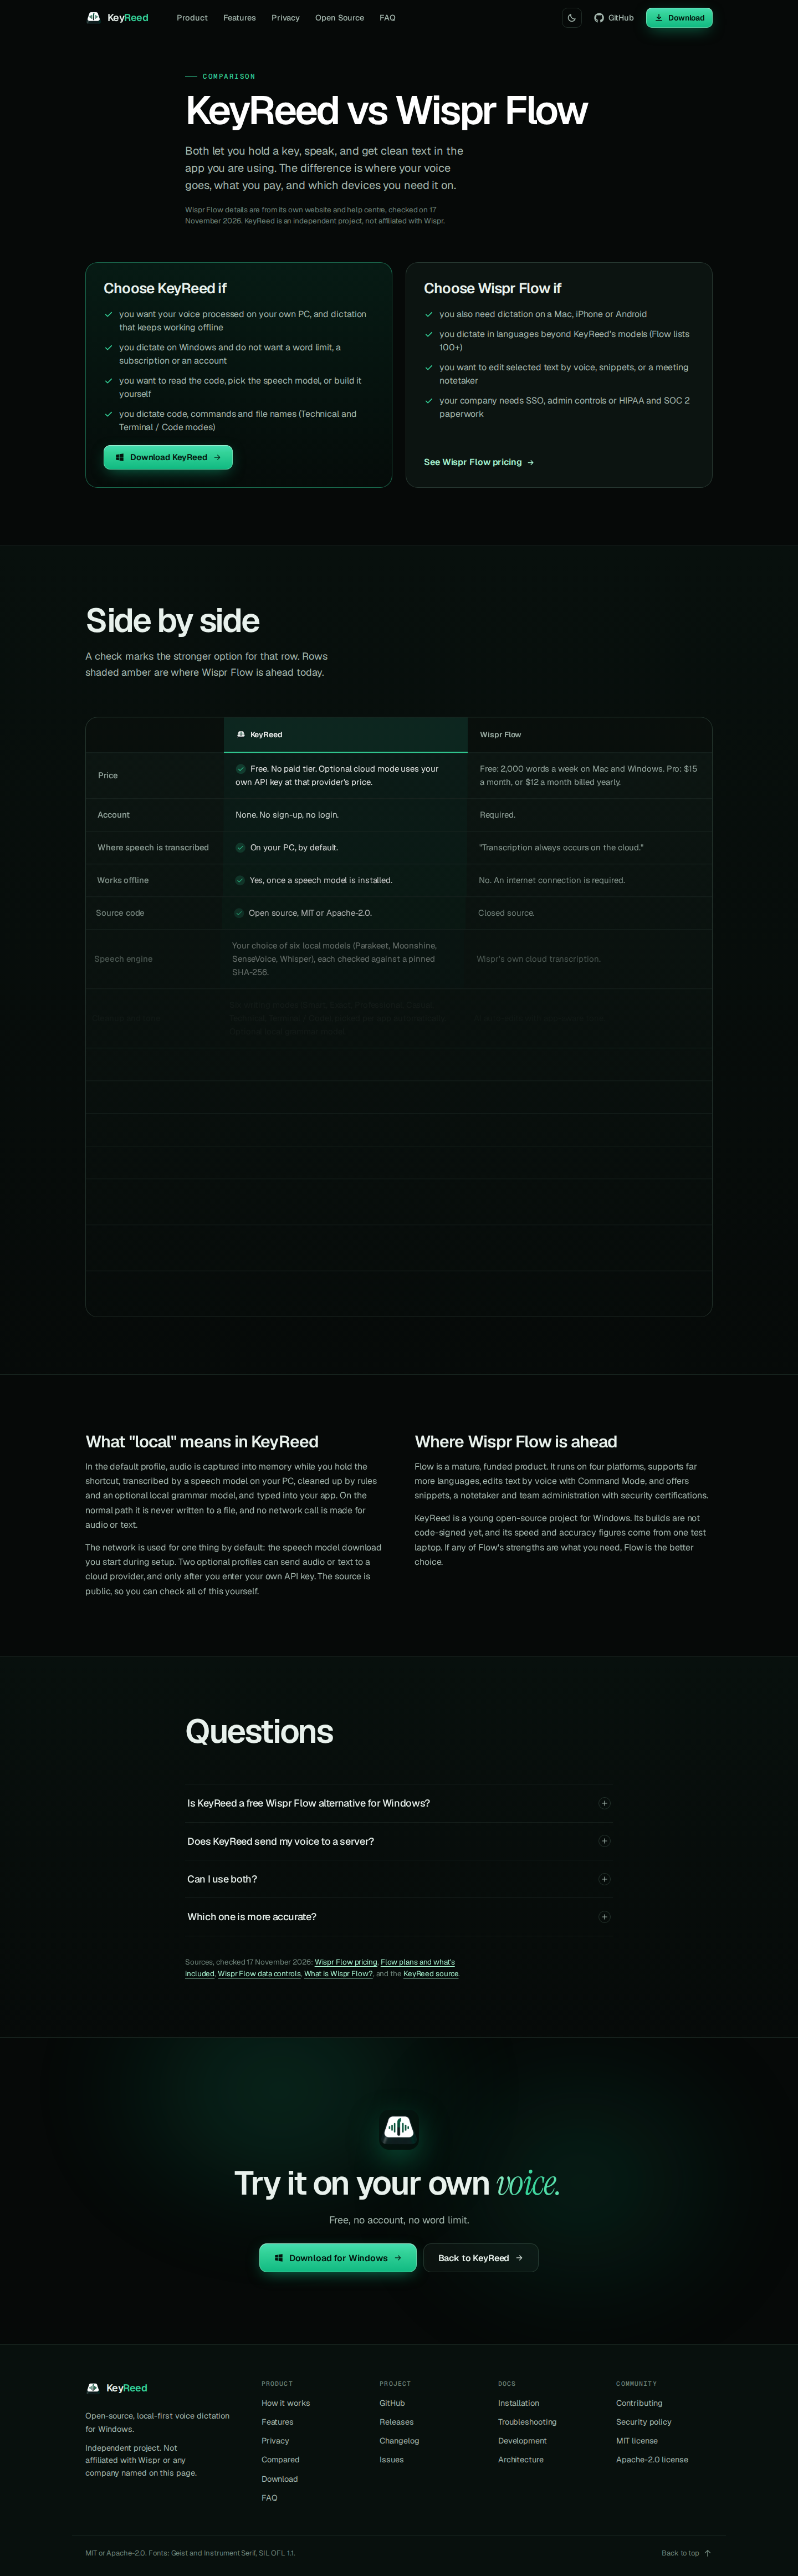 KeyReed
Product
Features
Privacy
Open Source
FAQ
GitHub
Download
COMPARISON
KeyReed vs Wispr Flow
Both let you hold a key, speak, and get clean text in the
app you are using. The difference is where your voice
goes, what you pay, and which devices you need it on.
Wispr Flow details are from its own website and help centre, checked on 17
November 2026. KeyReed is an independent project, not affiliated with Wispr.
Choose KeyReed if
you want your voice processed on your own PC, and dictation
that keeps working offline
you dictate on Windows and do not want a word limit, a
subscription or an account
you want to read the code, pick the speech model, or build it
yourself
you dictate code, commands and file names (Technical and
Terminal / Code modes)
Download KeyReed
Choose Wispr Flow if
you also need dictation on a Mac, iPhone or Android
you dictate in languages beyond KeyReed's models (Flow lists
100+)
you want to edit selected text by voice, snippets, or a meeting
notetaker
your company needs SSO, admin controls or HIPAA and SOC 2
paperwork
See Wispr Flow pricing
Side by side
A check marks the stronger option for that row. Rows
shaded amber are where Wispr Flow is ahead today.
KeyReed
Wispr Flow
Price
Free. No paid tier. Optional cloud mode uses your
own API key at that provider's price.
Free: 2,000 words a week on Mac and Windows. Pro: $15
a month, or $12 a month billed yearly.
Account
None. No sign-up, no login.
Required.
Where speech is transcribed
On your PC, by default.
"Transcription always occurs on the cloud."
Works offline
Yes, once a speech model is installed.
No. An internet connection is required.
Source code
Open source, MIT or Apache-2.0.
Closed source.
Speech engine
Your choice of six local models (Parakeet, Moonshine,
SenseVoice, Whisper), each checked against a pinned
SHA-256.
Wispr's own cloud transcription.
What "local" means in KeyReed
In the default profile, audio is captured into memory while you hold the
shortcut, transcribed by a speech model on your PC, cleaned up by rules
and an optional local grammar model, and typed into your app. On the
normal path it is never written to a file, and no network call is made for
audio or text.
The network is used for one thing by default: the speech model download
you start during setup. Two optional profiles can send audio or text to a
cloud provider, and only after you enter your own API key. The source is
public, so you can check all of this yourself.
Where Wispr Flow is ahead
Flow is a mature, funded product. It runs on four platforms, supports far
more languages, edits text by voice with Command Mode, and offers
snippets, a notetaker and team administration with security certifications.
KeyReed is a young open-source project for Windows. Its builds are not
code-signed yet, and its speed and accuracy figures come from one test
laptop. If any of Flow's strengths are what you need, Flow is the better
choice.
Questions
Is KeyReed a free Wispr Flow alternative for Windows?
Does KeyReed send my voice to a server?
Can I use both?
Which one is more accurate?
Sources, checked 17 November 2026: Wispr Flow pricing, Flow plans and what's
included, Wispr Flow data controls, What is Wispr Flow?, and the KeyReed source.
Try it on your own voice.
Free, no account, no word limit.
Download for Windows
Back to KeyReed
KeyReed
Open-source, local-first voice dictation
for Windows.
Independent project. Not
affiliated with Wispr or any
company named on this page.
PRODUCT
How it works
Features
Privacy
Compared
Download
FAQ
PROJECT
GitHub
Releases
Changelog
Issues
DOCS
Installation
Troubleshooting
Development
Architecture
COMMUNITY
Contributing
Security policy
MIT license
Apache-2.0 license
MIT or Apache-2.0. Fonts: Geist and Instrument Serif, SIL OFL 1.1.
Back to top